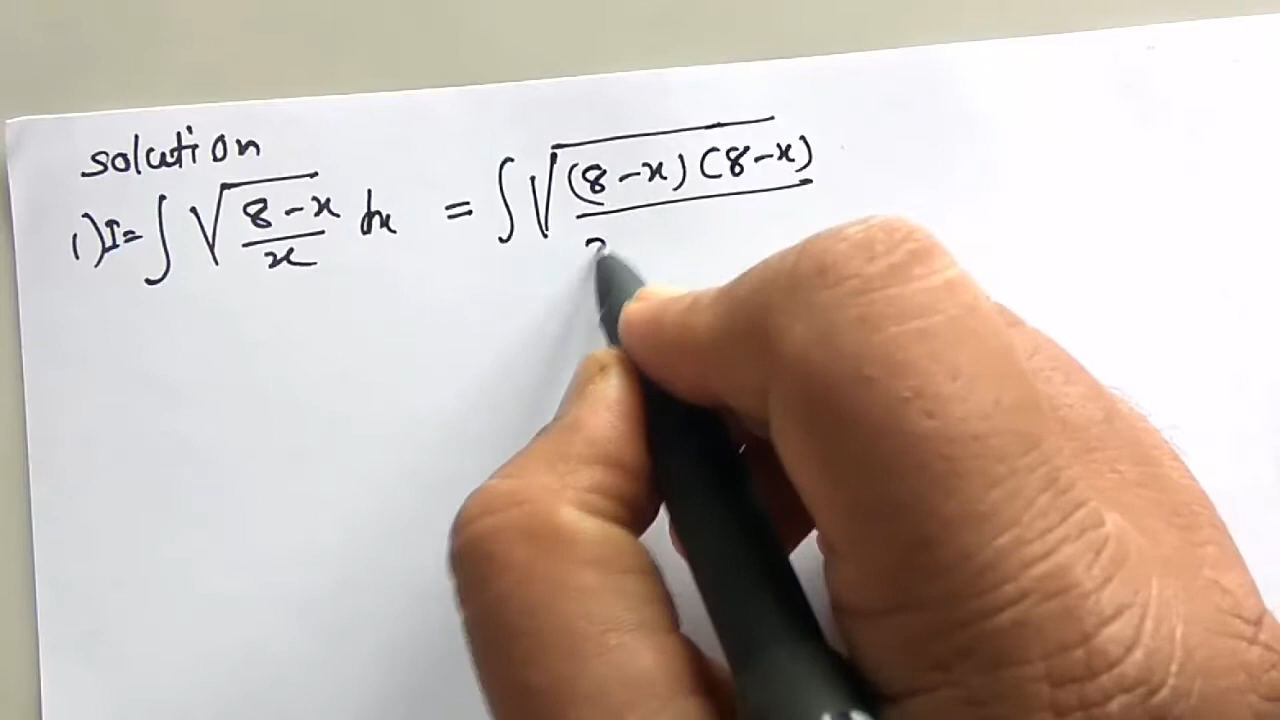 solution
1) I = ∫ √((8-x)/x) dx = ∫ √((8-x)(8-x)/